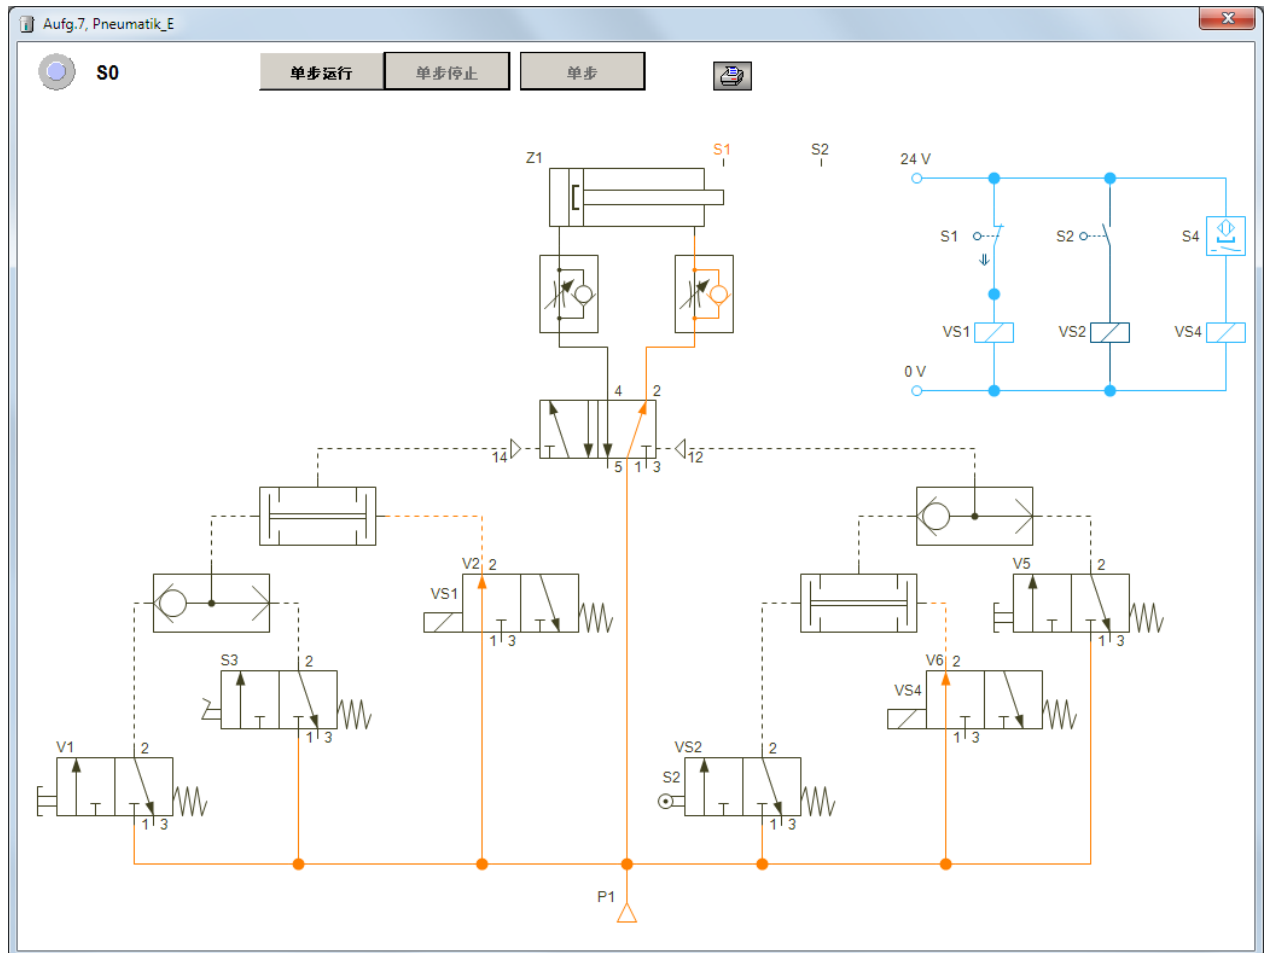 Aufg.7, Pneumatik_E
S0
单步运行
单步停止
单步
Z1
S1
S2
24 V
S1
S2
S4
VS1
VS2
VS4
0 V
4 2
14
5 1 3
12
V2 2
VS1
1 3
V5 2
1 3
S3 2
1 3
V6 2
VS4
1 3
V1 2
1 3
VS2 2
S2
1 3
P1